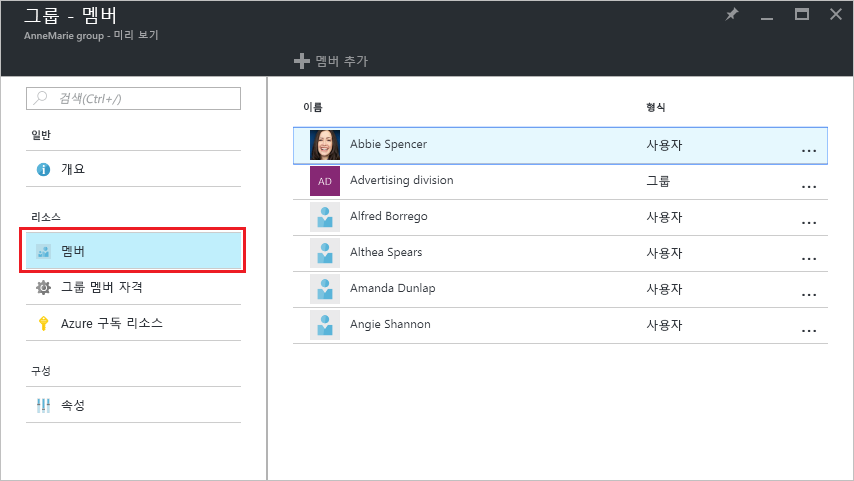 그룹 - 멤버
AnneMarie group - 미리 보기
멤버 추가
검색(Ctrl+/)
일반
개요
리소스
멤버
그룹 멤버 자격
Azure 구독 리소스
구성
속성
이름 형식
Abbie Spencer 사용자 ...
AD Advertising division 그룹 ...
Alfred Borrego 사용자 ...
Althea Spears 사용자 ...
Amanda Dunlap 사용자 ...
Angie Shannon 사용자 ...